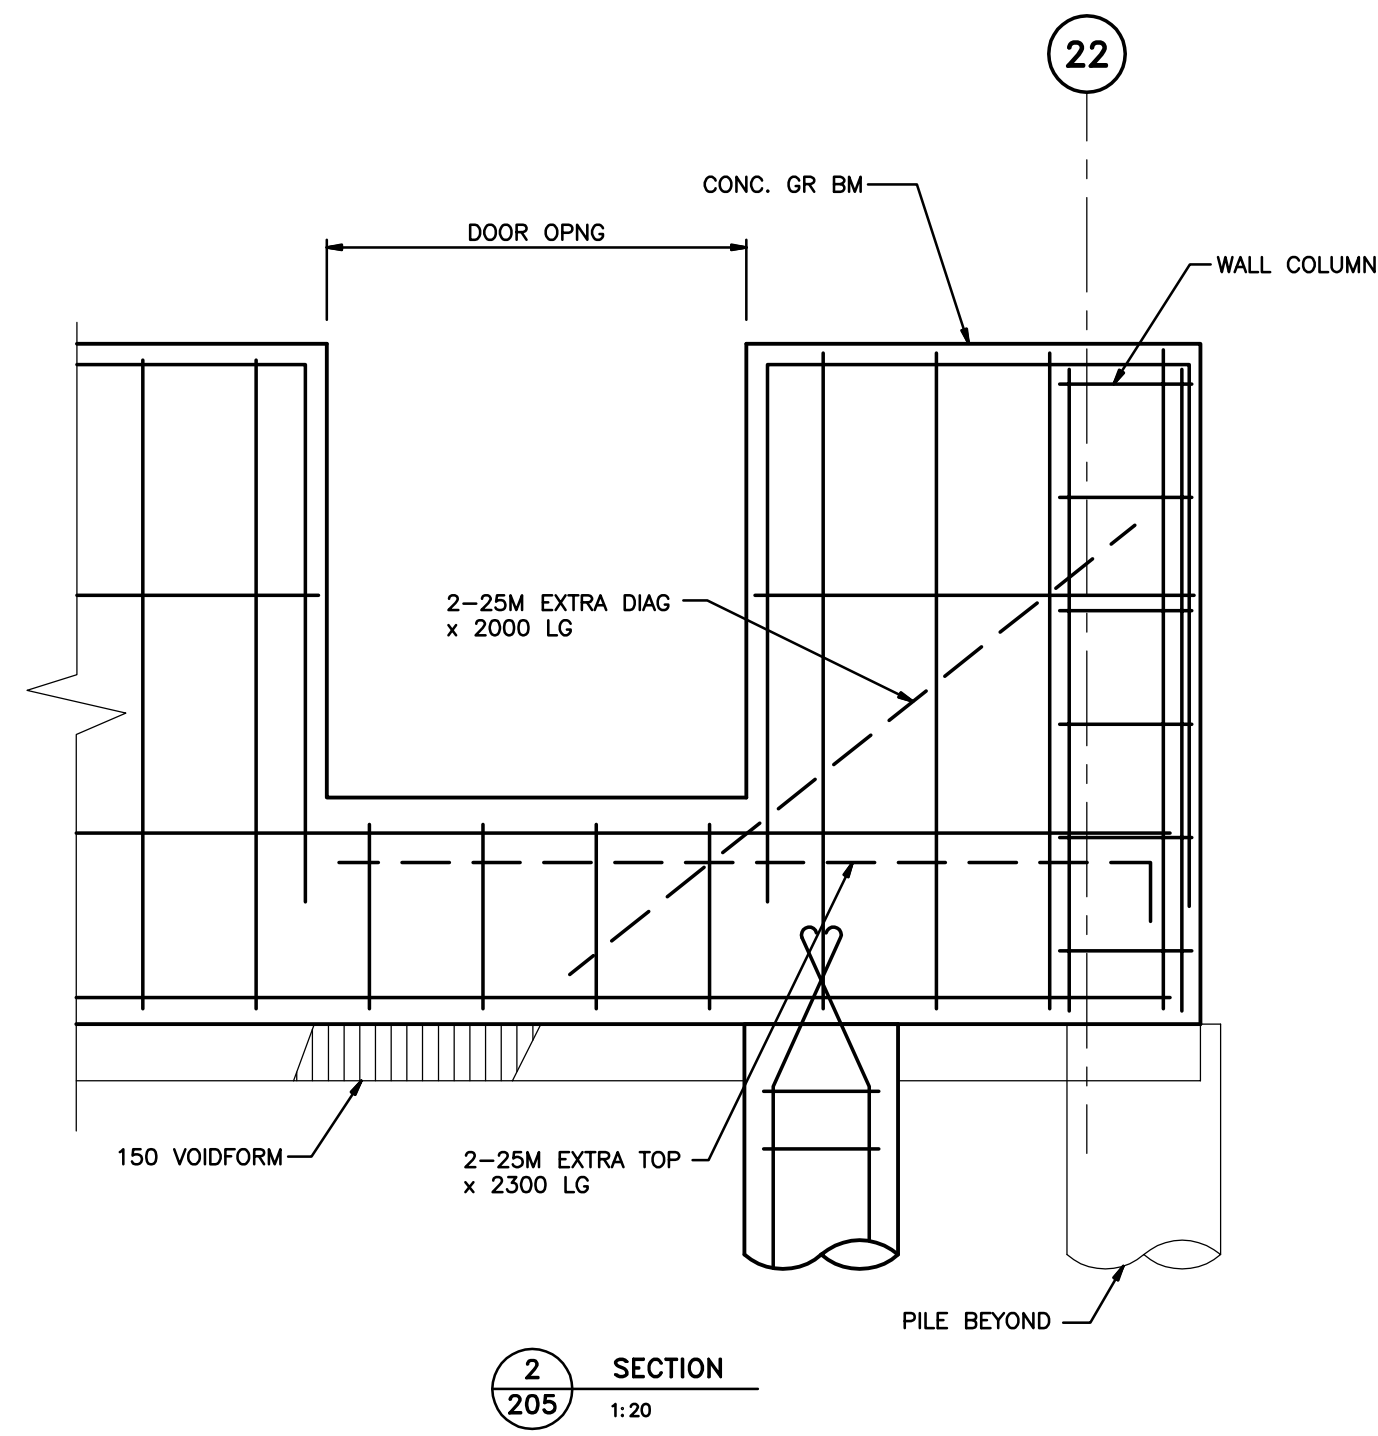 22
CONC. GR BM
DOOR OPNG
WALL COLUMN
2-25M EXTRA DIAG
x 2000 LG
150 VOIDFORM
2-25M EXTRA TOP
x 2300 LG
PILE BEYOND
2
SECTION
205
1:20